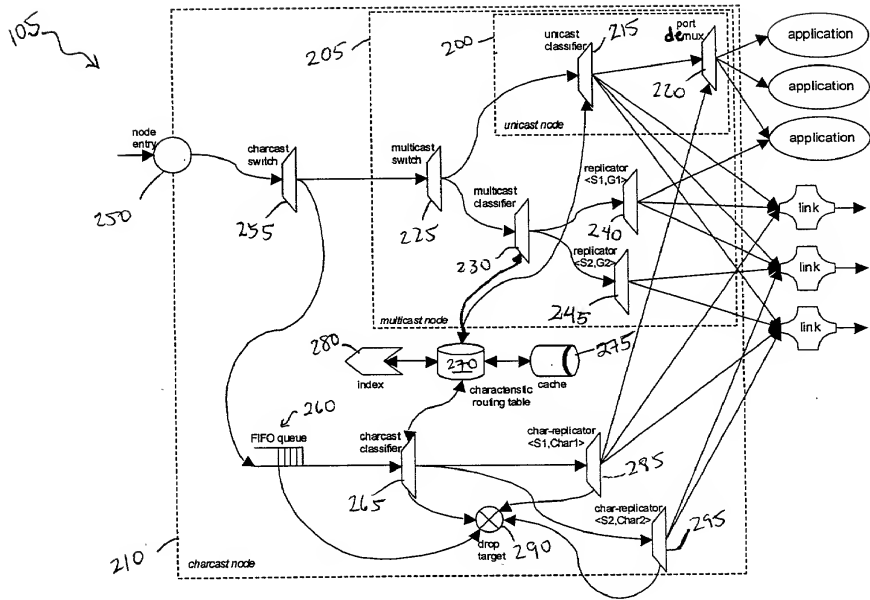 105
205
200
unicast
classifier
215
port
demux
220
application
application
application
unicast node
node
entry
250
charcast
switch
255
multicast
switch
225
multicast
classifier
230
replicator
<S1,G1>
240
replicator
<S2,G2>
245
multicast node
link
link
link
280
index
270
characteristic
routing table
275
cache
260
FIFO queue
charcast
classifier
265
char-replicator
<S1,Char1>
285
char-replicator
<S2,Char2>
295
drop
target
290
210
charcast node